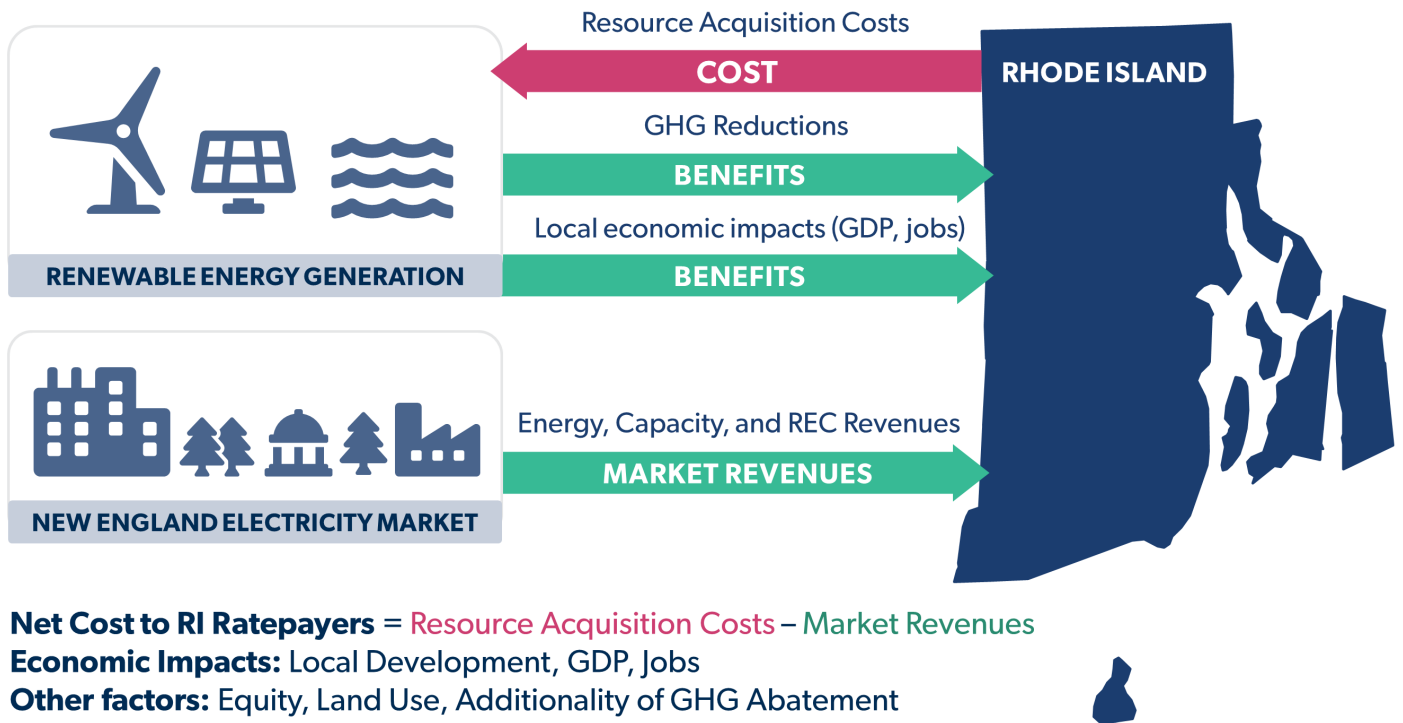 Resource Acquisition Costs
COST
RHODE ISLAND
GHG Reductions
BENEFITS
Local economic impacts (GDP, jobs)
RENEWABLE ENERGY GENERATION
BENEFITS
Energy, Capacity, and REC Revenues
MARKET REVENUES
NEW ENGLAND ELECTRICITY MARKET
Net Cost to RI Ratepayers = Resource Acquisition Costs – Market Revenues
Economic Impacts: Local Development, GDP, Jobs
Other factors: Equity, Land Use, Additionality of GHG Abatement